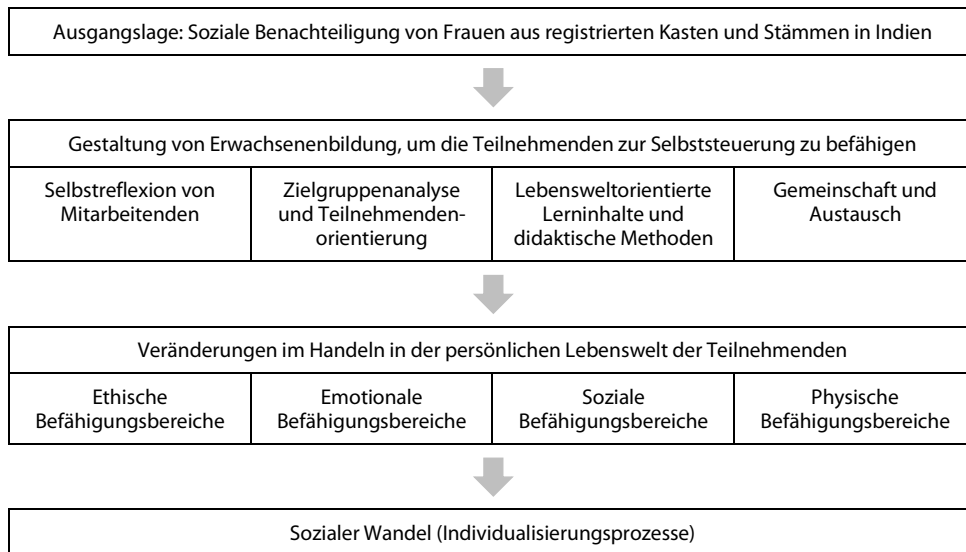 Ausgangslage: Soziale Benachteiligung von Frauen aus registrierten Kasten und Stämmen in Indien
Gestaltung von Erwachsenenbildung, um die Teilnehmenden zur Selbststeuerung zu befähigen
Selbstreflexion von
Mitarbeitenden
Zielgruppenanalyse
und Teilnehmenden-
orientierung
Lebensweltorientierte
Lerninhalte und
didaktische Methoden
Gemeinschaft und
Austausch
Veränderungen im Handeln in der persönlichen Lebenswelt der Teilnehmenden
Ethische
Befähigungsbereiche
Emotionale
Befähigungsbereiche
Soziale
Befähigungsbereiche
Physische
Befähigungsbereiche
Sozialer Wandel (Individualisierungsprozesse)